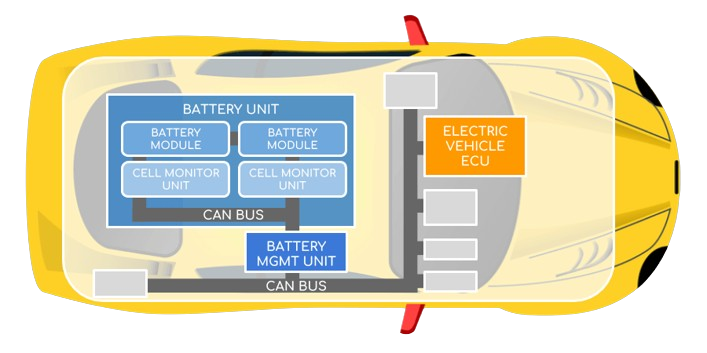 BATTERY UNIT
BATTERY
MODULE
BATTERY
MODULE
CELL MONITOR
UNIT
CELL MONITOR
UNIT
CAN BUS
BATTERY
MGMT UNIT
CAN BUS
ELECTRIC
VEHICLE
ECU